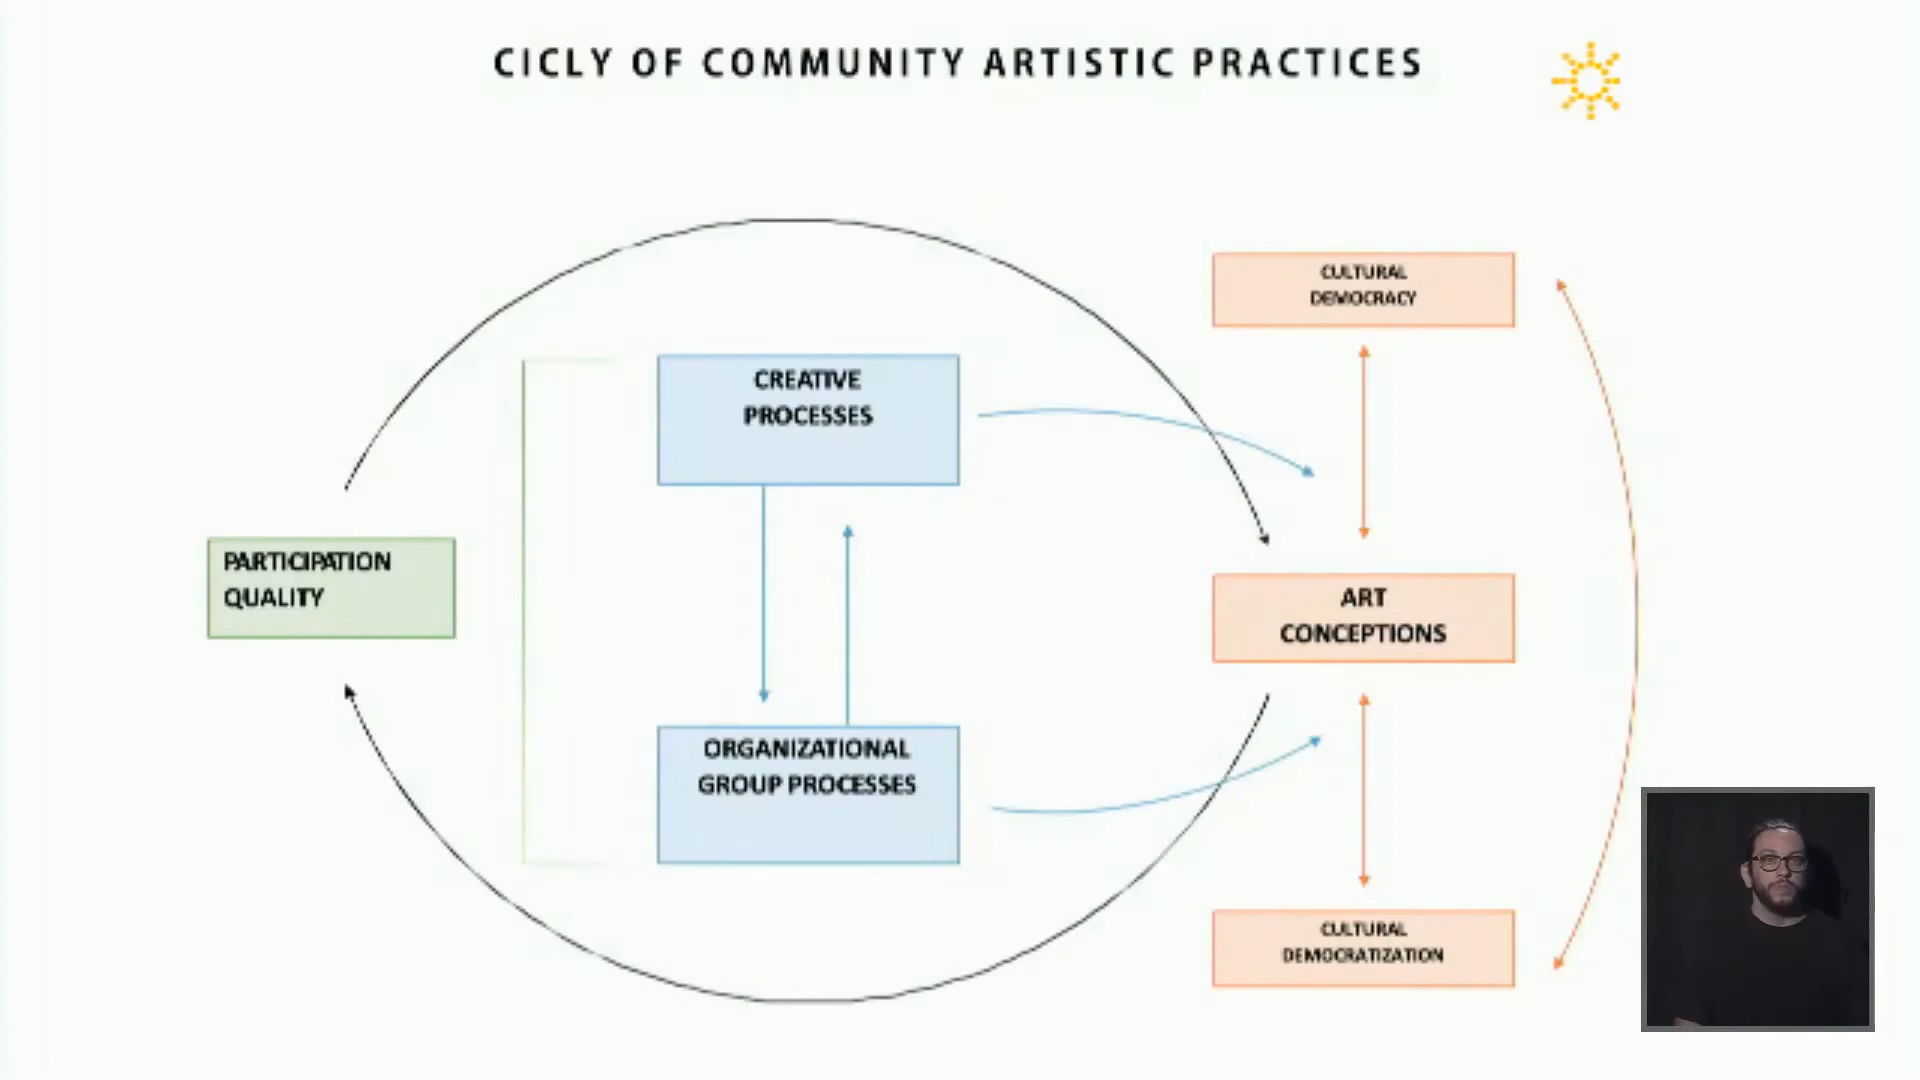 CICLY OF COMMUNITY ARTISTIC PRACTICES
CULTURAL
DEMOCRACY
CREATIVE
PROCESSES
PARTICIPATION
QUALITY
ART
CONCEPTIONS
ORGANIZATIONAL
GROUP PROCESSES
CULTURAL
DEMOCRATIZATION